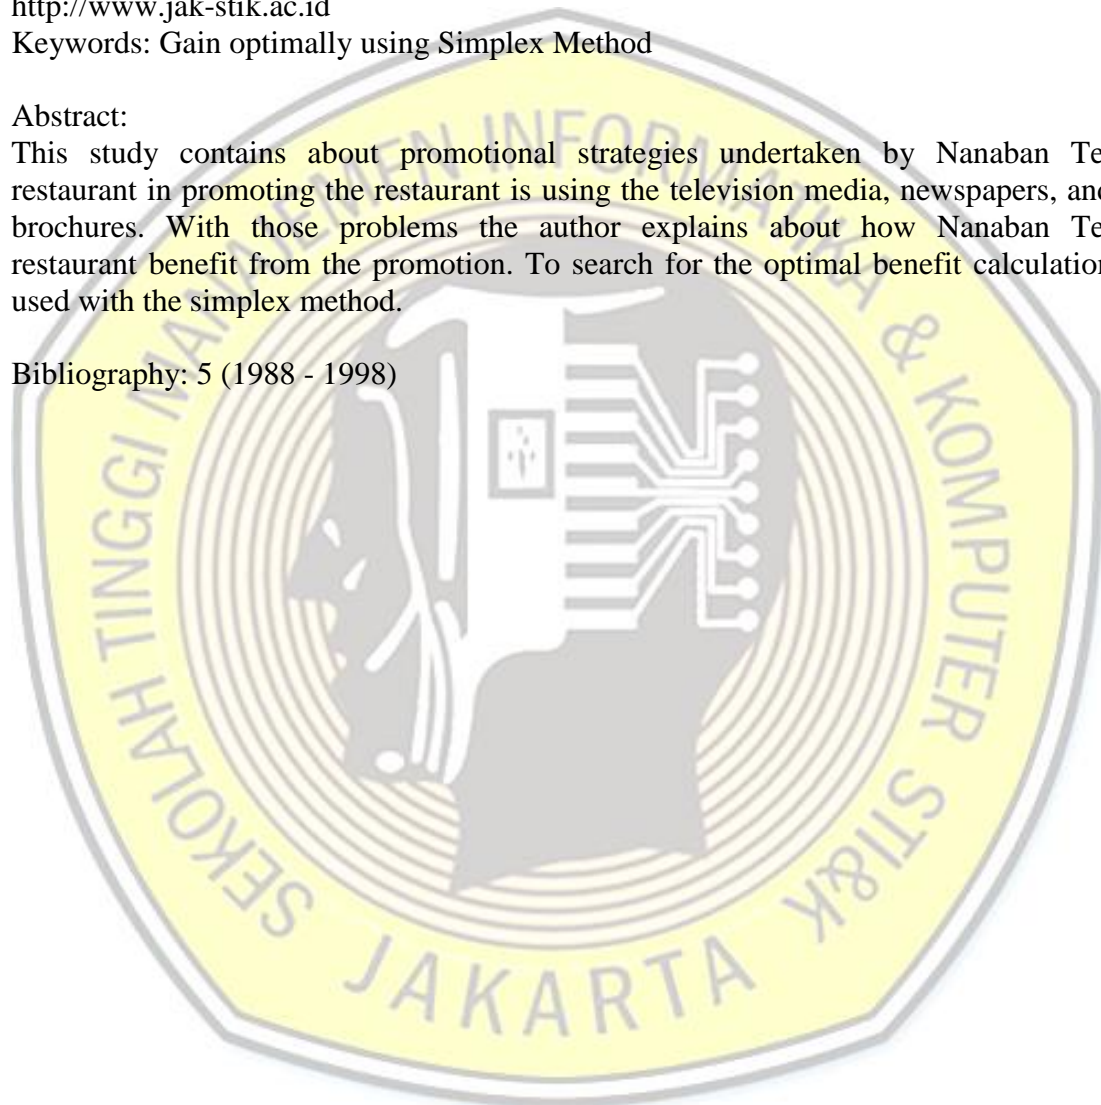 http://www.jak-stik.ac.id
Keywords: Gain optimally using Simplex Method
Abstract:
This study contains about promotional strategies undertaken by Nanaban Te
restaurant in promoting the restaurant is using the television media, newspapers, and
brochures. With those problems the author explains about how Nanaban Te
restaurant benefit from the promotion. To search for the optimal benefit calculation
used with the simplex method.
Bibliography: 5 (1988 - 1998)
SEKOLAH TINGGI MANAJEMEN INFORMATIKA & KOMPUTER STI&K
JAKARTA